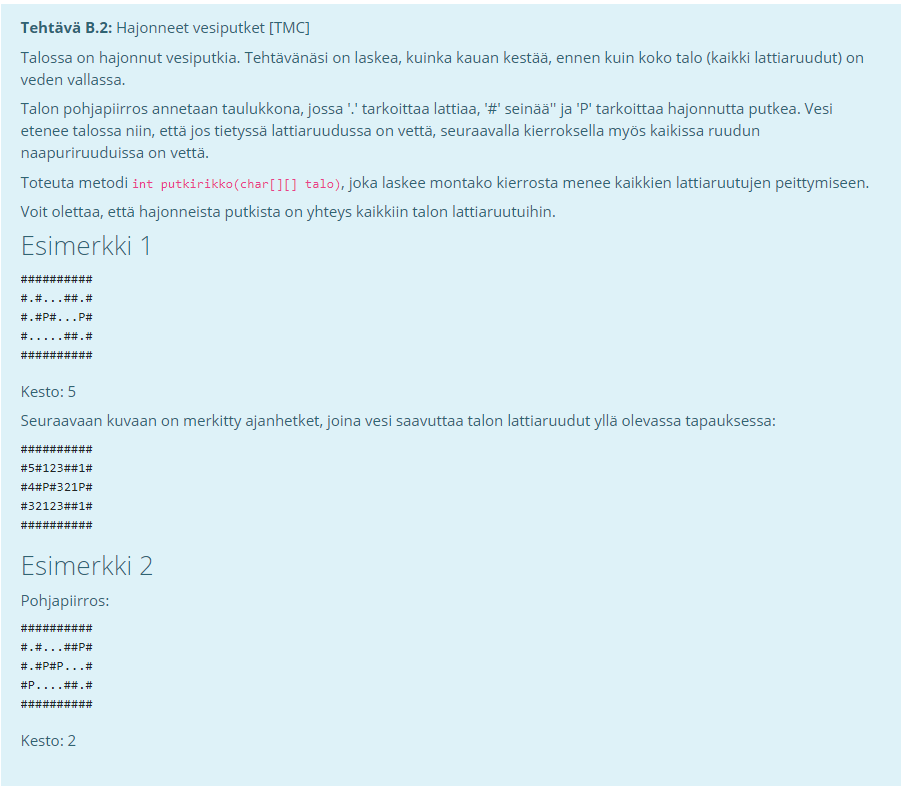 Tehtävä B.2: Hajonneet vesiputket [TMC]
Talossa on hajonnut vesiputkia. Tehtävänäsi on laskea, kuinka kauan kestää, ennen kuin koko talo (kaikki lattiaruudut) on
veden vallassa.
Talon pohjapiirros annetaan taulukkona, jossa '.' tarkoittaa lattiaa, '#' seinää" ja 'P' tarkoittaa hajonnutta putkea. Vesi
etenee talossa niin, että jos tietyssä lattiaruudussa on vettä, seuraavalla kierroksella myös kaikissa ruudun
naapuriruuduissa on vettä.
Toteuta metodi int putkirikko(char[][] talo), joka laskee montako kierrosta menee kaikkien lattiaruutujen peittymiseen.
Voit olettaa, että hajonneista putkista on yhteys kaikkiin talon lattiaruutuihin.
Esimerkki 1
##########
#.#...##.#
#.#P#...P#
#.....##.#
##########
Kesto: 5
Seuraavaan kuvaan on merkitty ajanhetket, joina vesi saavuttaa talon lattiaruudut yllä olevassa tapauksessa:
##########
#5#123##1#
#4#P#321P#
#32123##1#
##########
Esimerkki 2
Pohjapiirros:
##########
#.#...##P#
#.#P#P...#
#P....##.#
##########
Kesto: 2